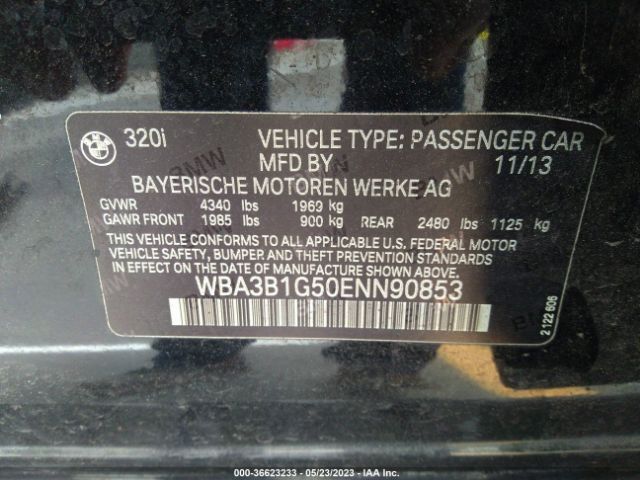 BMW 320i VEHICLE TYPE: PASSENGER CAR
MFD BY 11/13
BAYERISCHE MOTOREN WERKE AG
GVWR 4340 lbs 1969 kg
GAWR FRONT 1985 lbs 900 kg REAR 2480 lbs 1125 kg
THIS VEHICLE CONFORMS TO ALL APPLICABLE U.S. FEDERAL MOTOR
VEHICLE SAFETY, BUMPER AND THEFT PREVENTION STANDARDS
IN EFFECT ON THE DATE OF MANUFACTURE SHOWN ABOVE.
WBA3B1G50ENN90853
2122 606
000-36623233 - 05/23/2023 - IAA Inc.